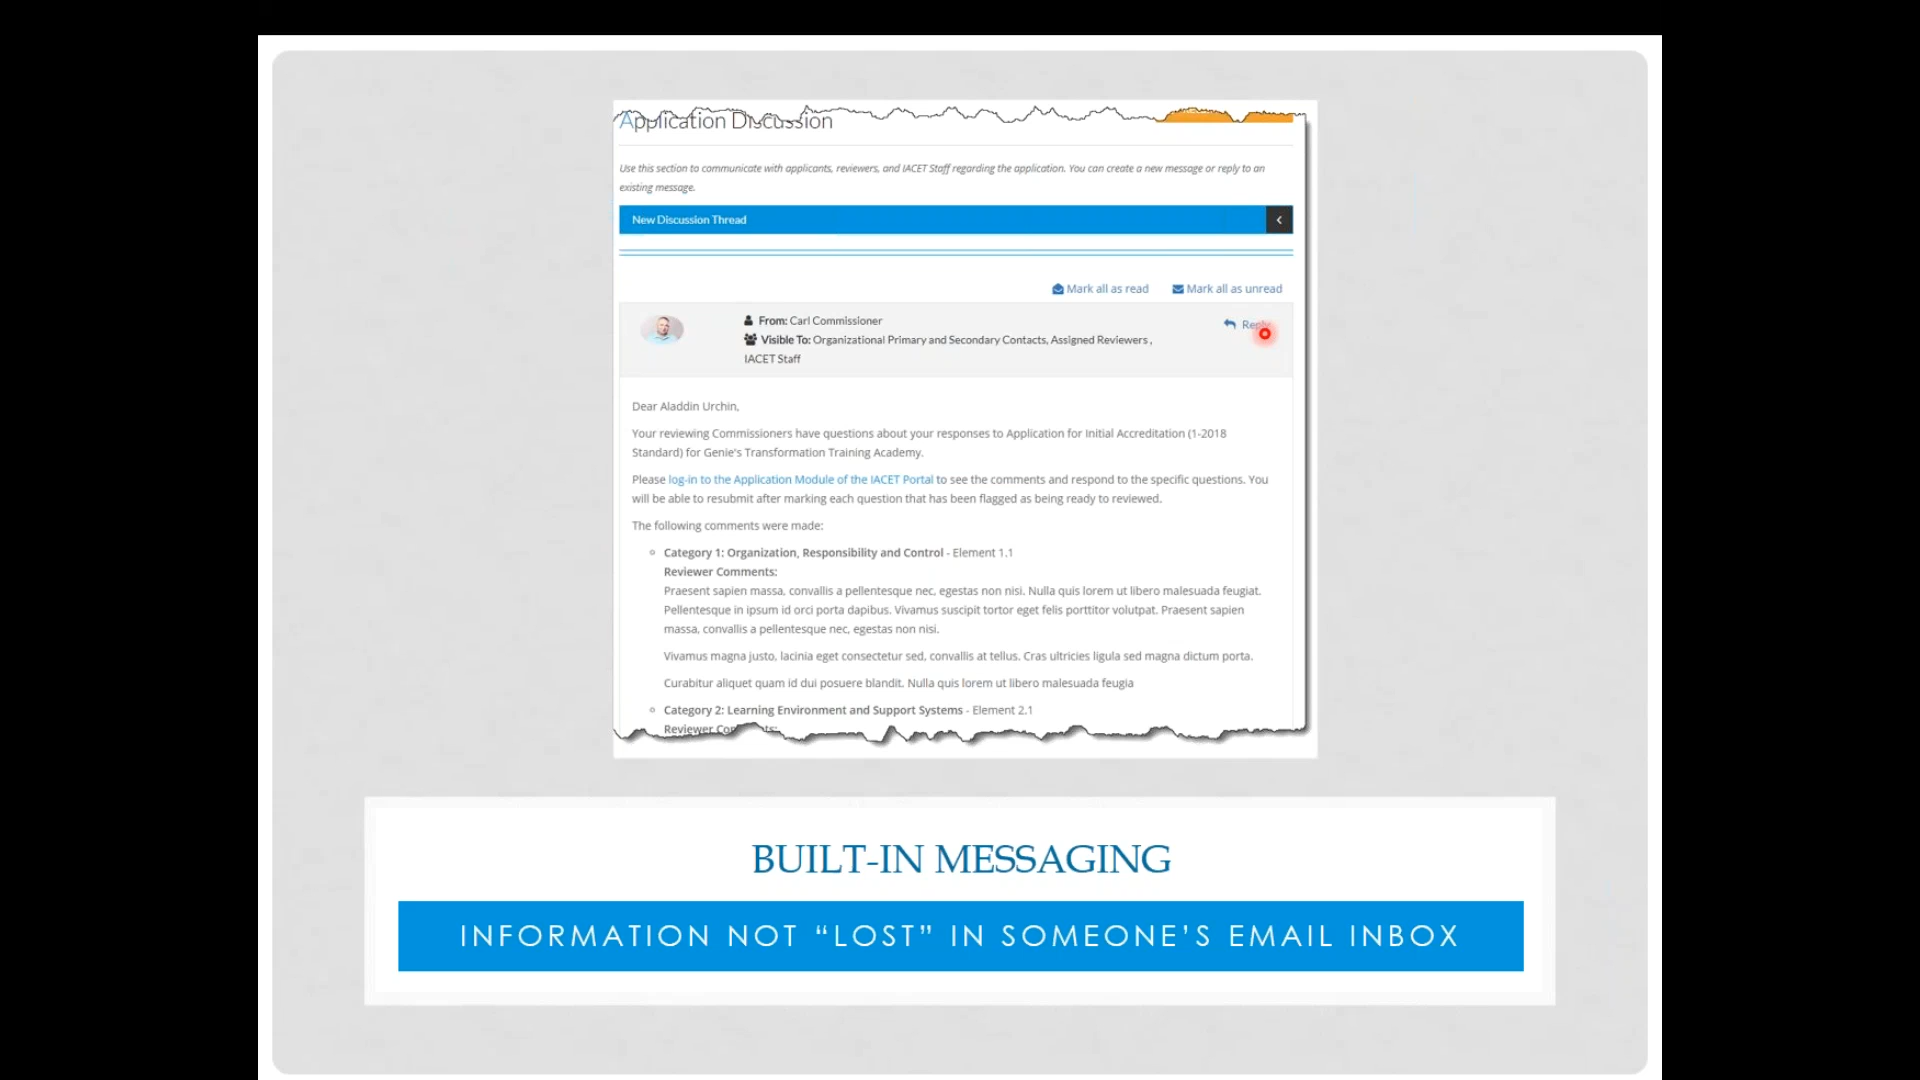 Application Discussion
Use this section to communicate with applicants, reviewers, and IACET Staff regarding the application. You can create a new message or reply to an
existing message.
New Discussion Thread
Mark all as read Mark all as unread
From: Carl Commissioner
Reply
Visible To: Organizational Primary and Secondary Contacts, Assigned Reviewers ,
IACET Staff
Dear Aladdin Urchin,
Your reviewing Commissioners have questions about your responses to Application for Initial Accreditation (1-2018
Standard) for Genie's Transformation Training Academy.
Please log-in to the Application Module of the IACET Portal to see the comments and respond to the specific questions. You
will be able to resubmit after marking each question that has been flagged as being ready to reviewed.
The following comments were made:
Category 1: Organization, Responsibility and Control - Element 1.1
Reviewer Comments:
Praesent sapien massa, convallis a pellentesque nec, egestas non nisi. Nulla quis lorem ut libero malesuada feugiat.
Pellentesque in ipsum id orci porta dapibus. Vivamus suscipit tortor eget felis porttitor volutpat. Praesent sapien
massa, convallis a pellentesque nec, egestas non nisi.
Vivamus magna justo, lacinia eget consectetur sed, convallis at tellus. Cras ultricies ligula sed magna dictum porta.
Curabitur aliquet quam id dui posuere blandit. Nulla quis lorem ut libero malesuada feugia
Category 2: Learning Environment and Support Systems - Element 2.1
Reviewer Comments:
BUILT-IN MESSAGING
INFORMATION NOT “LOST” IN SOMEONE’S EMAIL INBOX